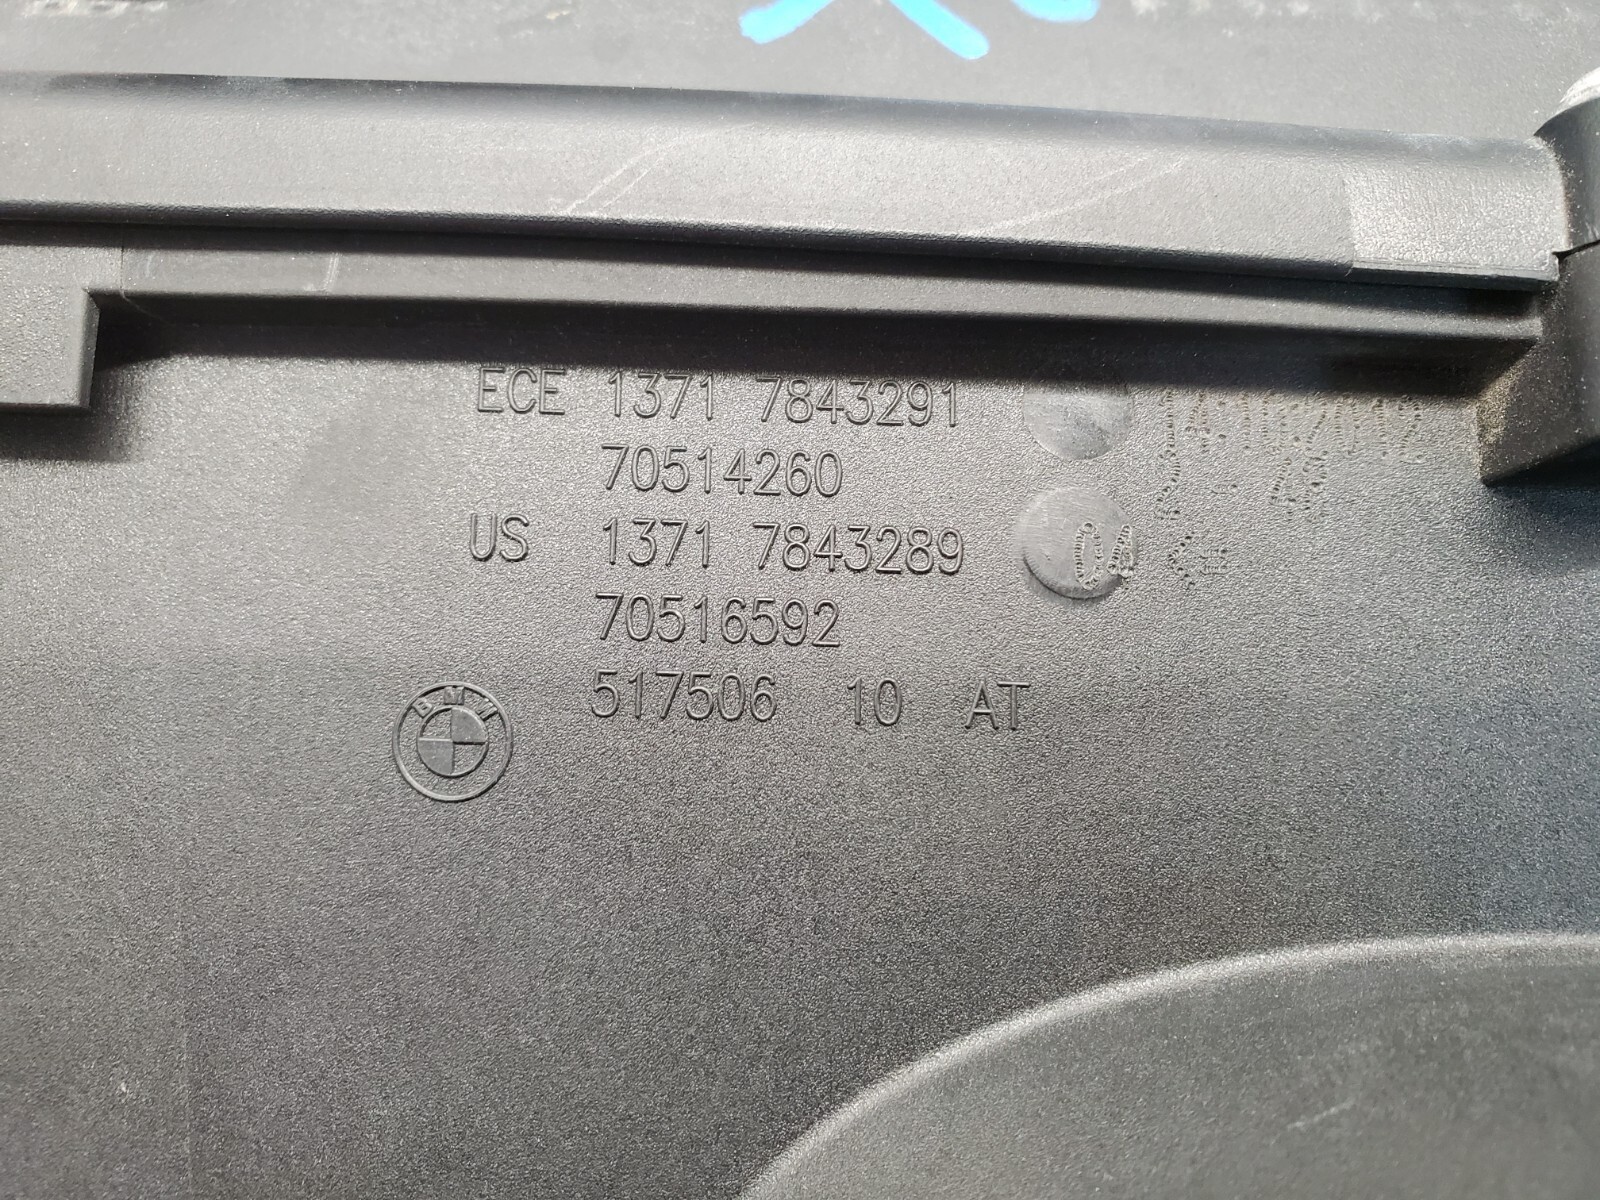 ECE 1371 7843291
70514260
US 1371 7843289
70516592
517506 10 AT
BMW